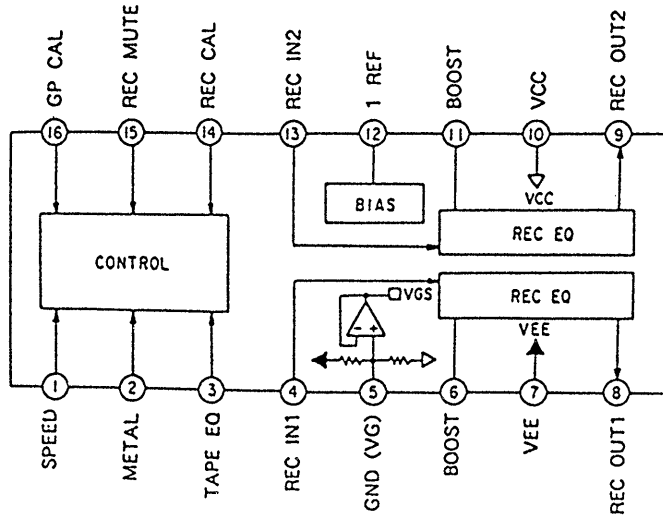 GP CAL
REC MUTE
REC CAL
REC IN2
1 REF
BOOST
VCC
REC OUT2
16
15
14
13
12
11
10
9
BIAS
VCC
REC EQ
CONTROL
REC EQ
VGS
- +
VEE
1
2
3
4
5
6
7
8
SPEED
METAL
TAPE EQ
REC IN1
GND (VG)
BOOST
VEE
REC OUT1